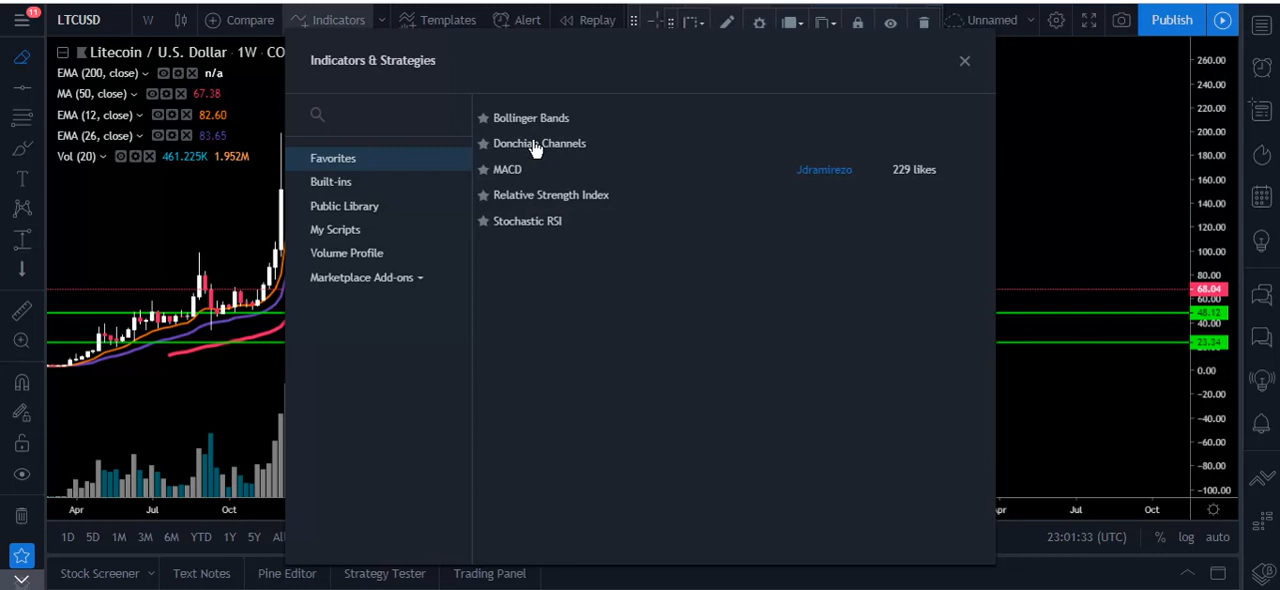 11
LTCUSD
W
Compare
Indicators
Templates
Alert
Replay
Unnamed
Publish
Litecoin / U.S. Dollar · 1W · CO
EMA (200, close) n/a
MA (50, close) 67.38
EMA (12, close) 82.60
EMA (26, close) 83.65
Vol (20) 461.225K 1.952M
Indicators & Strategies
Favorites
Built-ins
Public Library
My Scripts
Volume Profile
Marketplace Add-ons
Bollinger Bands
Donchian Channels
MACD Jdramirezo 229 likes
Relative Strength Index
Stochastic RSI
260.00
240.00
220.00
200.00
180.00
160.00
140.00
120.00
100.00
80.00
68.04
60.00
48.12
40.00
23.34
0.00
-20.00
-40.00
-60.00
-80.00
-100.00
Apr Jul Oct Jul Oct
1D 5D 1M 3M 6M YTD 1Y 5Y
23:01:33 (UTC) % log auto
Stock Screener Text Notes Pine Editor Strategy Tester Trading Panel